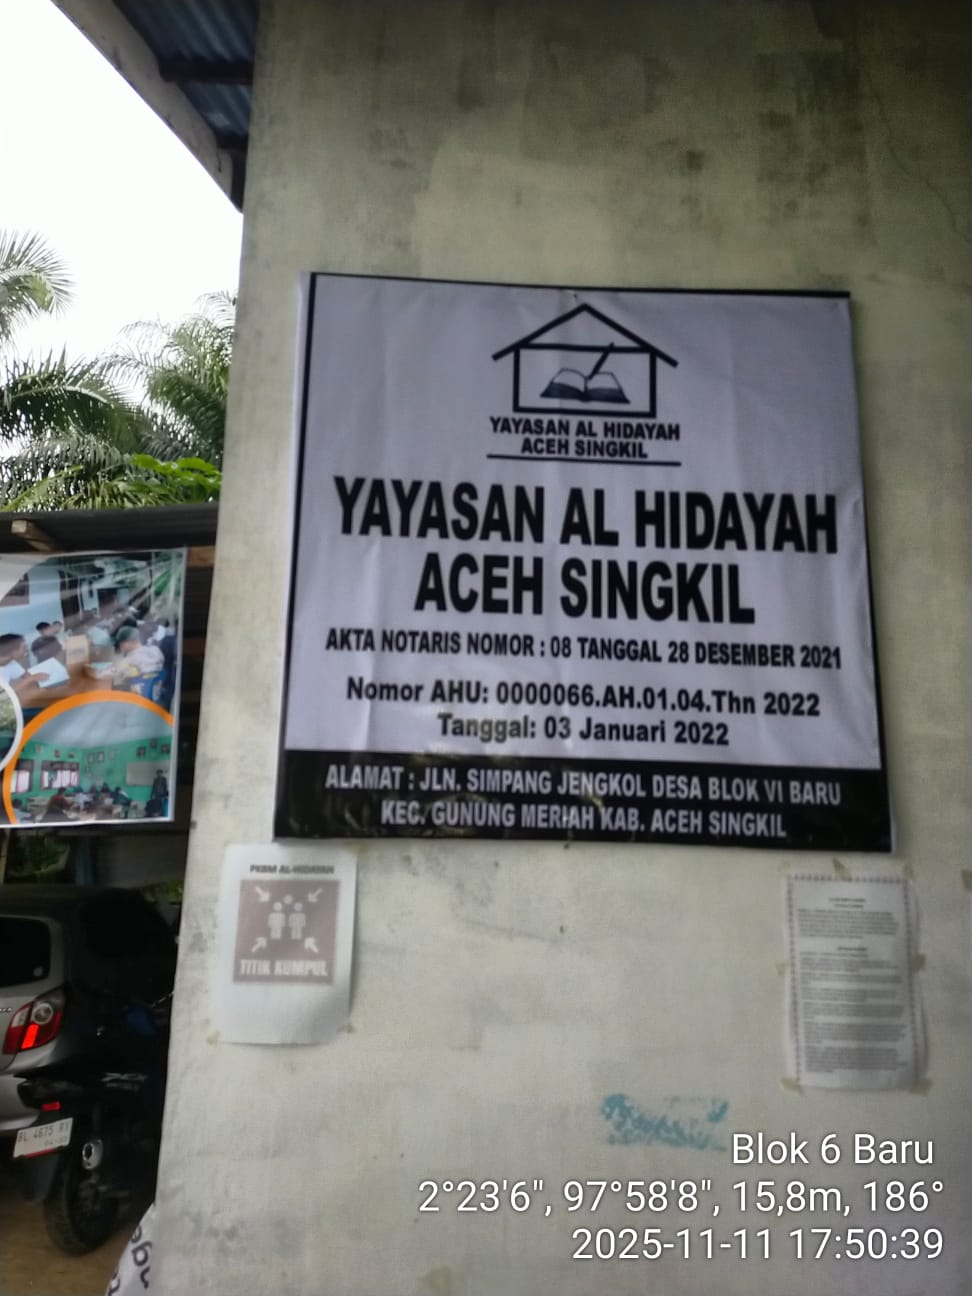 YAYASAN AL HIDAYAH
ACEH SINGKIL
YAYASAN AL HIDAYAH
ACEH SINGKIL
AKTA NOTARIS NOMOR : 08 TANGGAL 28 DESEMBER 2021
Nomor AHU: 0000066.AH.01.04.Thn 2022
Tanggal: 03 Januari 2022
ALAMAT : JLN. SIMPANG JENGKOL DESA BLOK VI BARU
KEC. GUNUNG MERIAH KAB. ACEH SINGKIL
PKBM AL-HIDAYAH
TITIK KUMPUL
BL 4675
Blok 6 Baru
2°23'6", 97°58'8", 15,8m, 186°
2025-11-11 17:50:39